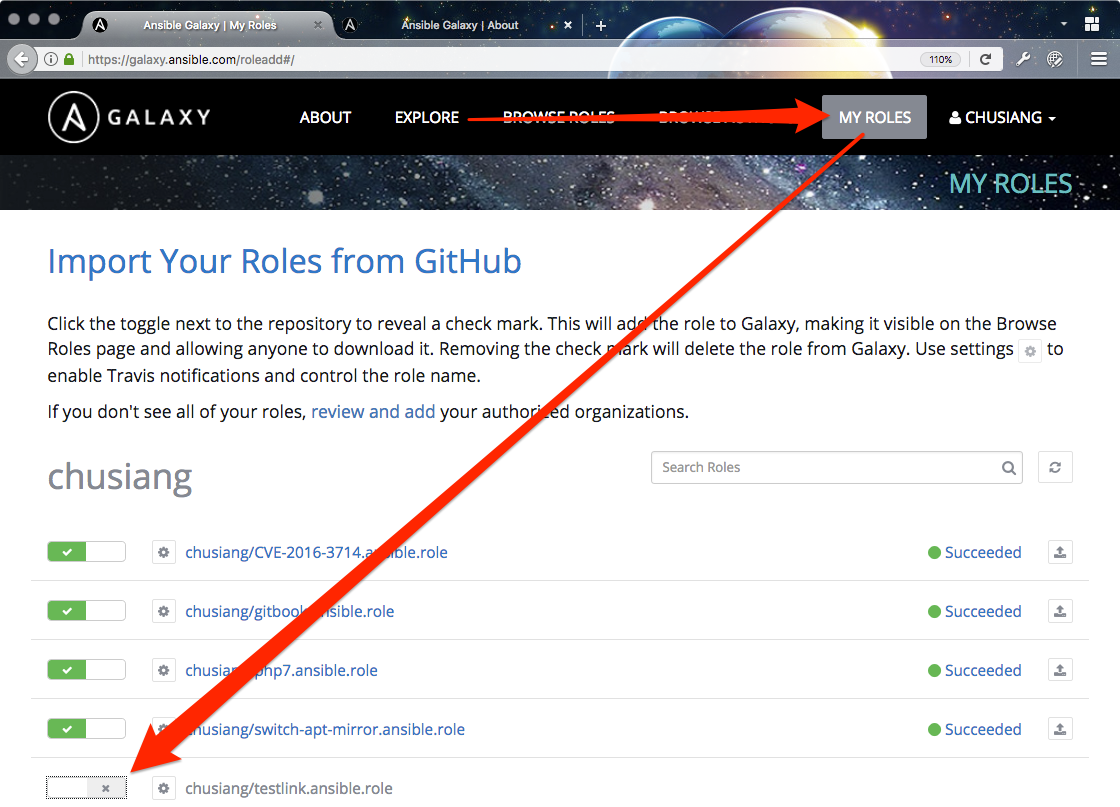 Ansible Galaxy | My Roles
Ansible Galaxy | About
https://galaxy.ansible.com/roleadd#/
110%
GALAXY
ABOUT
EXPLORE
BROWSE ROLES
BROWSE
MY ROLES
CHUSIANG
MY ROLES
Import Your Roles from GitHub
Click the toggle next to the repository to reveal a check mark. This will add the role to Galaxy, making it visible on the Browse
Roles page and allowing anyone to download it. Removing the check mark will delete the role from Galaxy. Use settings to
enable Travis notifications and control the role name.
If you don't see all of your roles, review and add your authorized organizations.
chusiang
Search Roles
chusiang/CVE-2016-3714.ansible.role
Succeeded
chusiang/gitbook.ansible.role
Succeeded
chusiang/php7.ansible.role
Succeeded
chusiang/switch-apt-mirror.ansible.role
Succeeded
chusiang/testlink.ansible.role